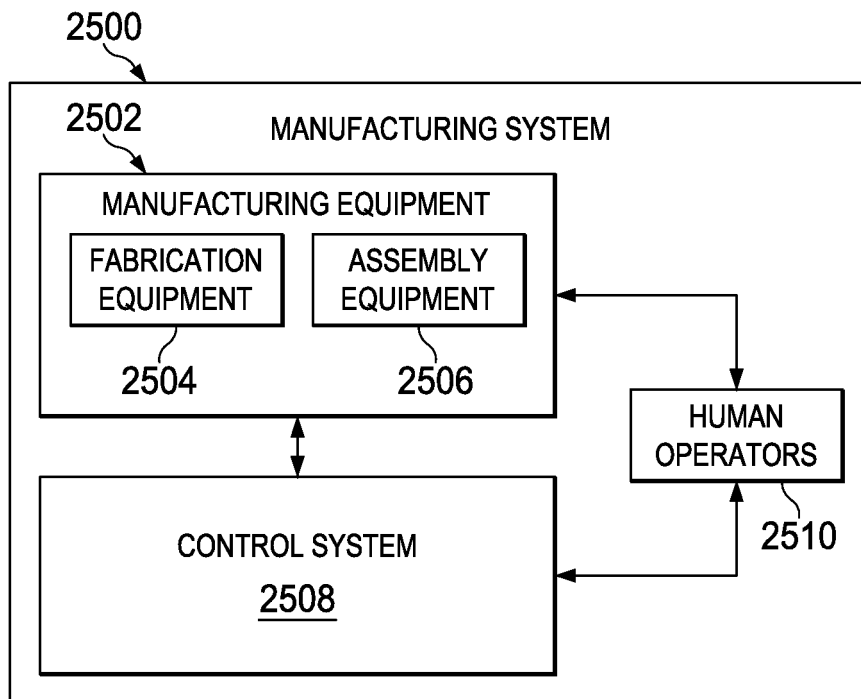 2500
MANUFACTURING SYSTEM
2502
MANUFACTURING EQUIPMENT
FABRICATION
EQUIPMENT
2504
ASSEMBLY
EQUIPMENT
2506
HUMAN
OPERATORS
2510
CONTROL SYSTEM
2508